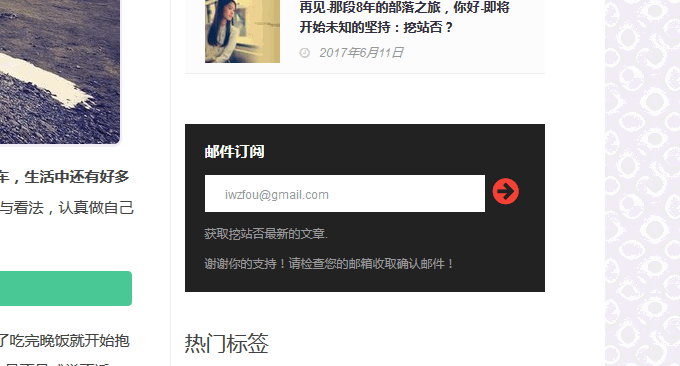 车，生活中还有好多
与看法，认真做自己
了吃完晚饭就开始抱
再见-那段8年的部落之旅，你好-即将
开始未知的坚持：挖站否？
2017年6月11日
邮件订阅
iwzfou@gmail.com
获取挖站否最新的文章.
谢谢你的支持！请检查您的邮箱收取确认邮件！
热门标签